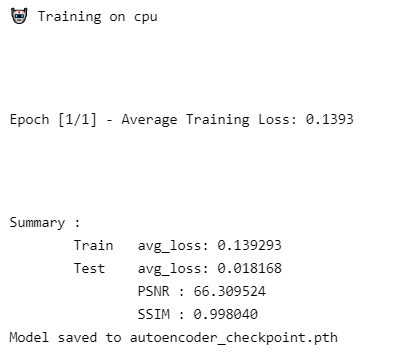 Training on cpu
Epoch [1/1] - Average Training Loss: 0.1393
Summary :
Train avg_loss: 0.139293
Test avg_loss: 0.018168
PSNR : 66.309524
SSIM : 0.998040
Model saved to autoencoder_checkpoint.pth